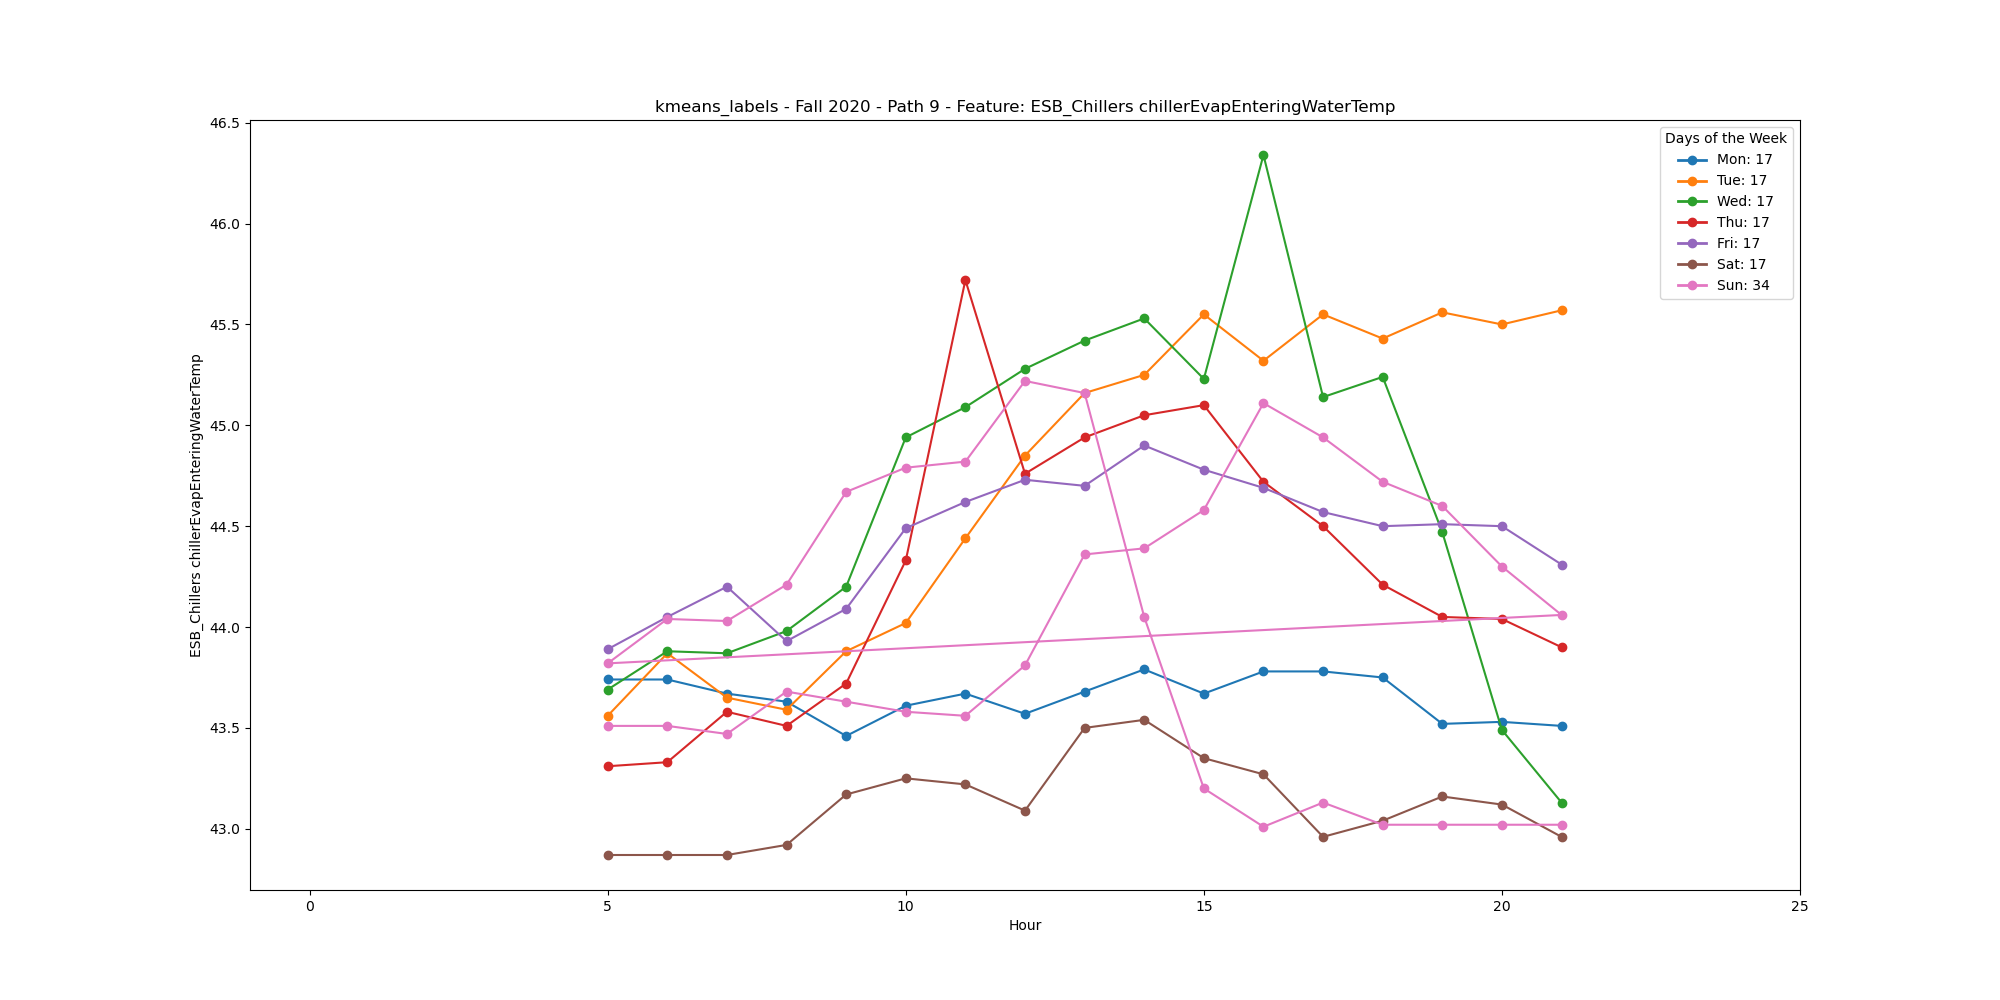 kmeans_labels - Fall 2020 - Path 9 - Feature: ESB_Chillers chillerEvapEnteringWaterTemp
46.5
46.0
45.5
45.0
44.5
44.0
43.5
43.0
ESB_Chillers chillerEvapEnteringWaterTemp
Days of the Week
Mon: 17
Tue: 17
Wed: 17
Thu: 17
Fri: 17
Sat: 17
Sun: 34
0 5 10 15 20 25
Hour